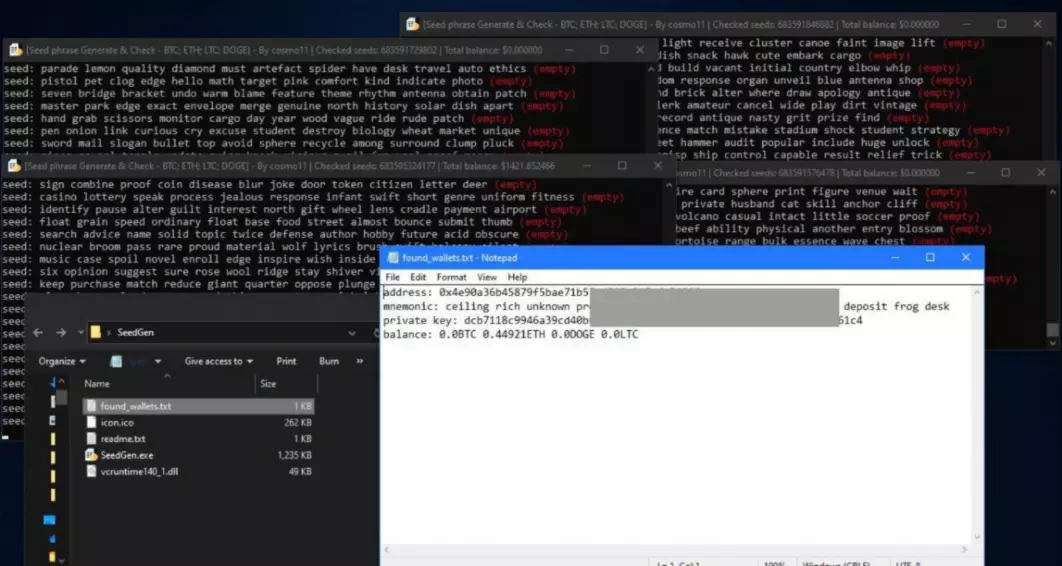 [Seed phrase Generate & Check - BTC; ETH; LTC; DOGE] - By cosmo11 | Checked seeds: 683591846882 | Total balance: $0.000000
light receive cluster canoe faint image lift (empty)
dish snack hawk cute embark cargo (empty)
d build vacant initial country elbow whip (empty)
dom response organ unveil blue antenna shop (empty)
nd brick alter where draw apology antique (empty)
lerk amateur cancel wide play dirt vintage (empty)
record antique nasty grit prize find (empty)
ence match mistake stadium shock student strategy (empty)
eet hammer audit popular include huge unlock (empty)
crisp ship control capable result relief trick (empty)
[Seed phrase Generate & Check - BTC; ETH; LTC; DOGE] - By cosmo11 | Checked seeds: 683591729802 | Total balance: $0.000000
seed: parade lemon quality diamond must artefact spider have desk travel auto ethics (empty)
seed: pistol pet clog edge hello math target pink comfort kind indicate photo (empty)
seed: seven bridge bracket undo warm blame feature theme rhythm antenna obtain patch (empty)
seed: master park edge exact envelope merge genuine north history solar dish apart (empty)
seed: hand grab scissors monitor cargo day year wood vague ride rude patch (empty)
seed: pen onion link curious cry excuse student destroy biology wheat market unique (empty)
seed: sword mail slogan bullet top avoid sphere recycle among surround clump pluck (empty)
[Seed phrase Generate & Check - BTC; ETH; LTC; DOGE] - By cosmo11 | Checked seeds: 683595324177 | Total balance: $1421.652466
seed: sign combine proof coin disease blur joke door token citizen letter deer (empty)
seed: casino lottery speak process jealous response infant swift short genre uniform fitness (empty)
seed: identify pause alter guilt interest north gift wheel lens cradle payment airport (empty)
seed: float grain speed ordinary float base food street almost bounce submit thumb (empty)
seed: search advice name solid topic twice defense author hobby future acid obscure (empty)
seed: nuclear broom pass rare proud material wolf lyrics brush
seed: music case spoil novel enroll edge inspire wish inside
seed: six opinion suggest sure rose wool ridge stay shiver
seed: keep purchase match reduce giant quarter oppose plunge
seed
seed
seed
seed
seed
seed
cosmo11 | Checked seeds: 683591576478 | Total balance: $0.000000
ire card sphere print figure venue wait (empty)
private husband cat skill anchor cliff (empty)
volcano casual intact little soccer proof (empty)
beef ability physical another entry blossom (empty)
tortoise range bulk essence wave chest (empty)
(empty)
found_wallets.txt - Notepad
File Edit Format View Help
address: 0x4e90a36b45879f5bae71b5
mnemonic: ceiling rich unknown pr deposit frog desk
private key: dcb7118c9946a39cd40b 61c4
balance: 0.0BTC 0.44921ETH 0.0DOGE 0.0LTC
SeedGen
Organize Open Give access to Print Burn »
Name Size
found_wallets.txt 1 KB
icon.ico 262 KB
readme.txt 1 KB
SeedGen.exe 1,235 KB
vcruntime140_1.dll 49 KB
Ln 1, Col 1 100% Windows (CRLF) UTF-8